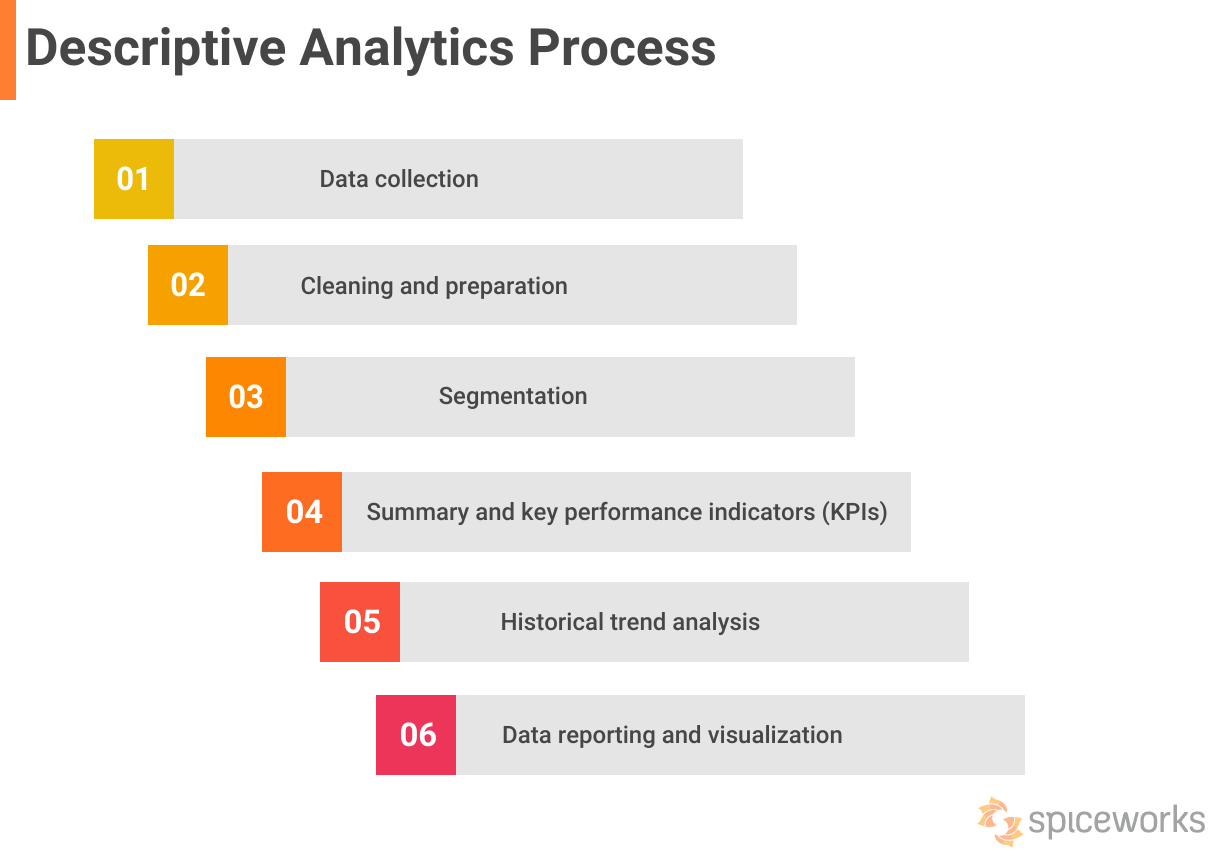 Descriptive Analytics Process
01
Data collection
02
Cleaning and preparation
03
Segmentation
04
Summary and key performance indicators (KPIs)
05
Historical trend analysis
06
Data reporting and visualization
spiceworks